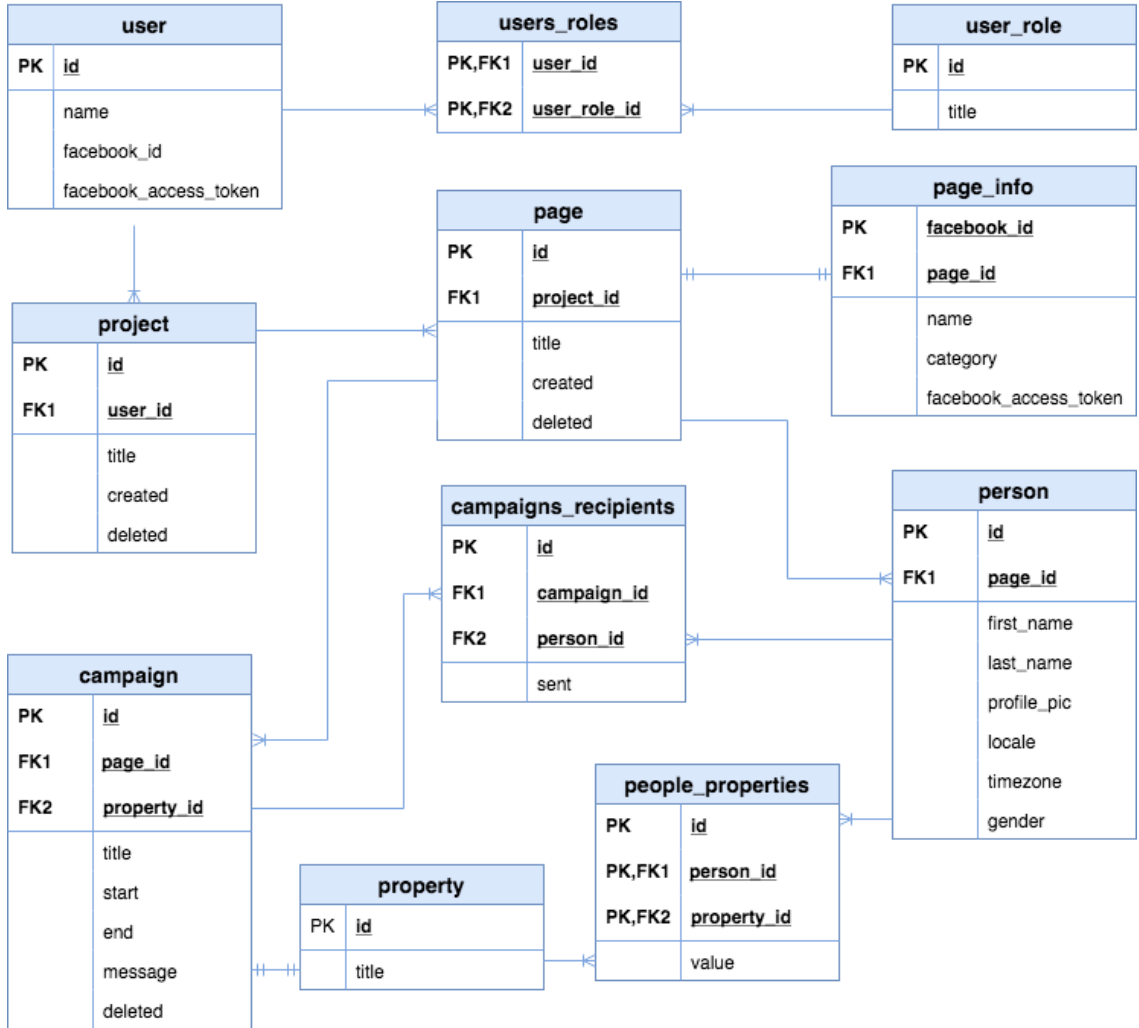 user
PK id
name
facebook_id
facebook_access_token
users_roles
PK,FK1 user_id
PK,FK2 user_role_id
user_role
PK id
title
page
PK id
FK1 project_id
title
created
deleted
page_info
PK facebook_id
FK1 page_id
name
category
facebook_access_token
project
PK id
FK1 user_id
title
created
deleted
campaigns_recipients
PK id
FK1 campaign_id
FK2 person_id
sent
person
PK id
FK1 page_id
first_name
last_name
profile_pic
locale
timezone
gender
campaign
PK id
FK1 page_id
FK2 property_id
title
start
end
message
deleted
property
PK id
title
people_properties
PK id
PK,FK1 person_id
PK,FK2 property_id
value